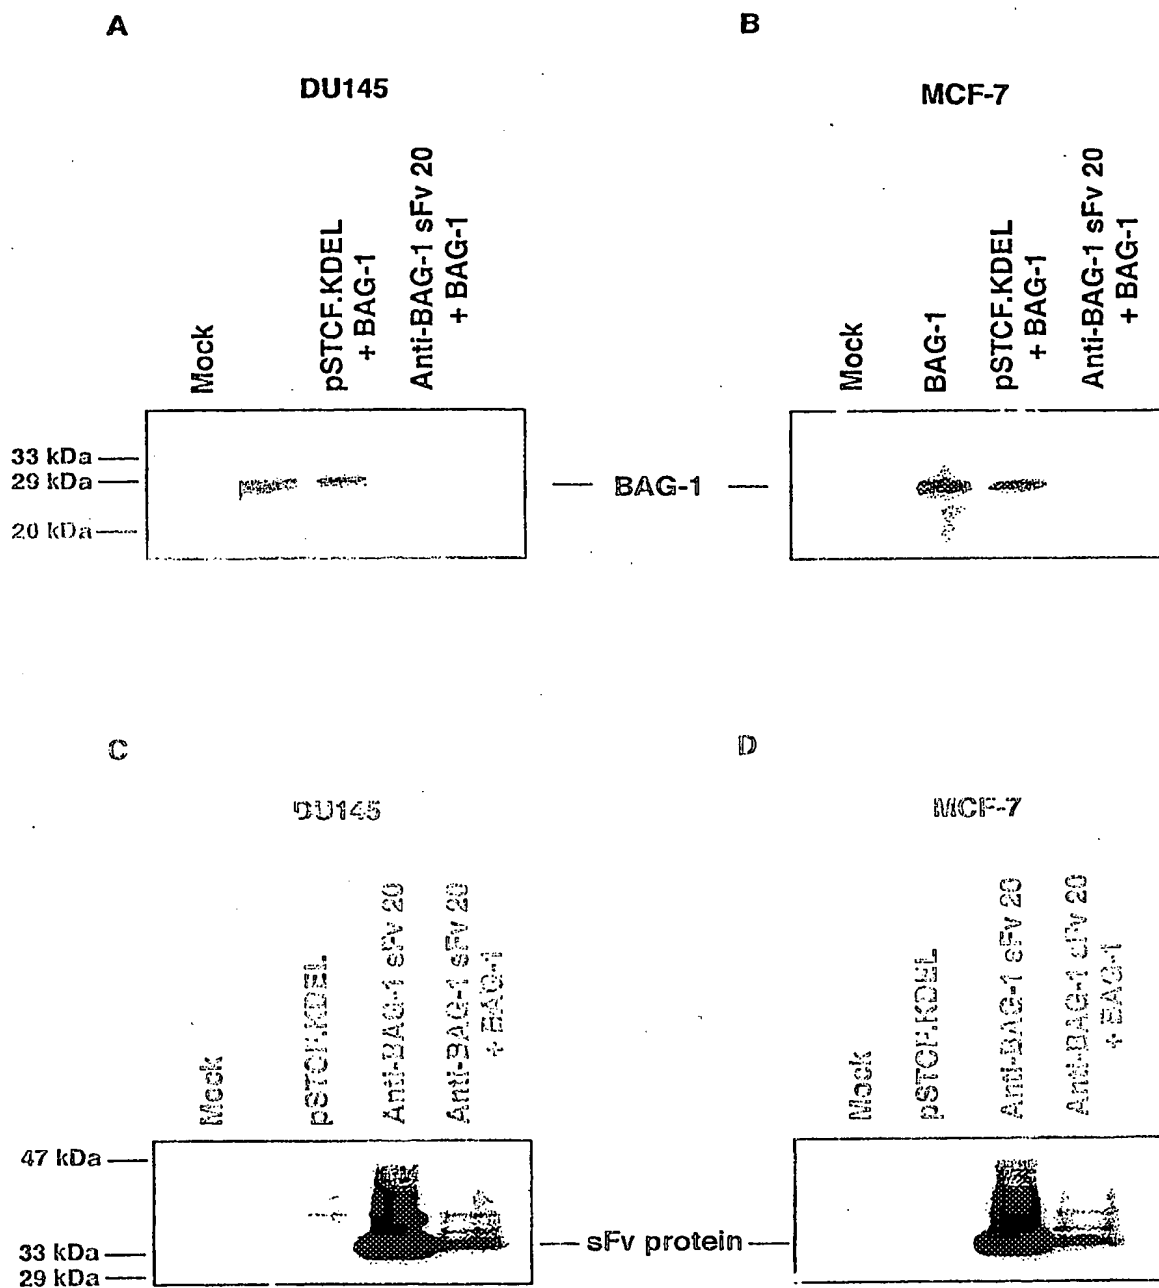 A
B
DU145
MCF-7
Mock
pSTCF.KDEL
+ BAG-1
Anti-BAG-1 sFv 20
+ BAG-1
Mock
BAG-1
pSTCF.KDEL
+ BAG-1
Anti-BAG-1 sFv 20
+ BAG-1
33 kDa
29 kDa
20 kDa
BAG-1
C
D
DU145
MCF-7
Mock
pSTCF.KDEL
Anti-BAG-1 sFv 20
Anti-BAG-1 sFv 20
+ BAG-1
Mock
pSTCF.KDEL
Anti-BAG-1 sFv 20
Anti-BAG-1 sFv 20
+ BAG-1
47 kDa
33 kDa
29 kDa
sFv protein